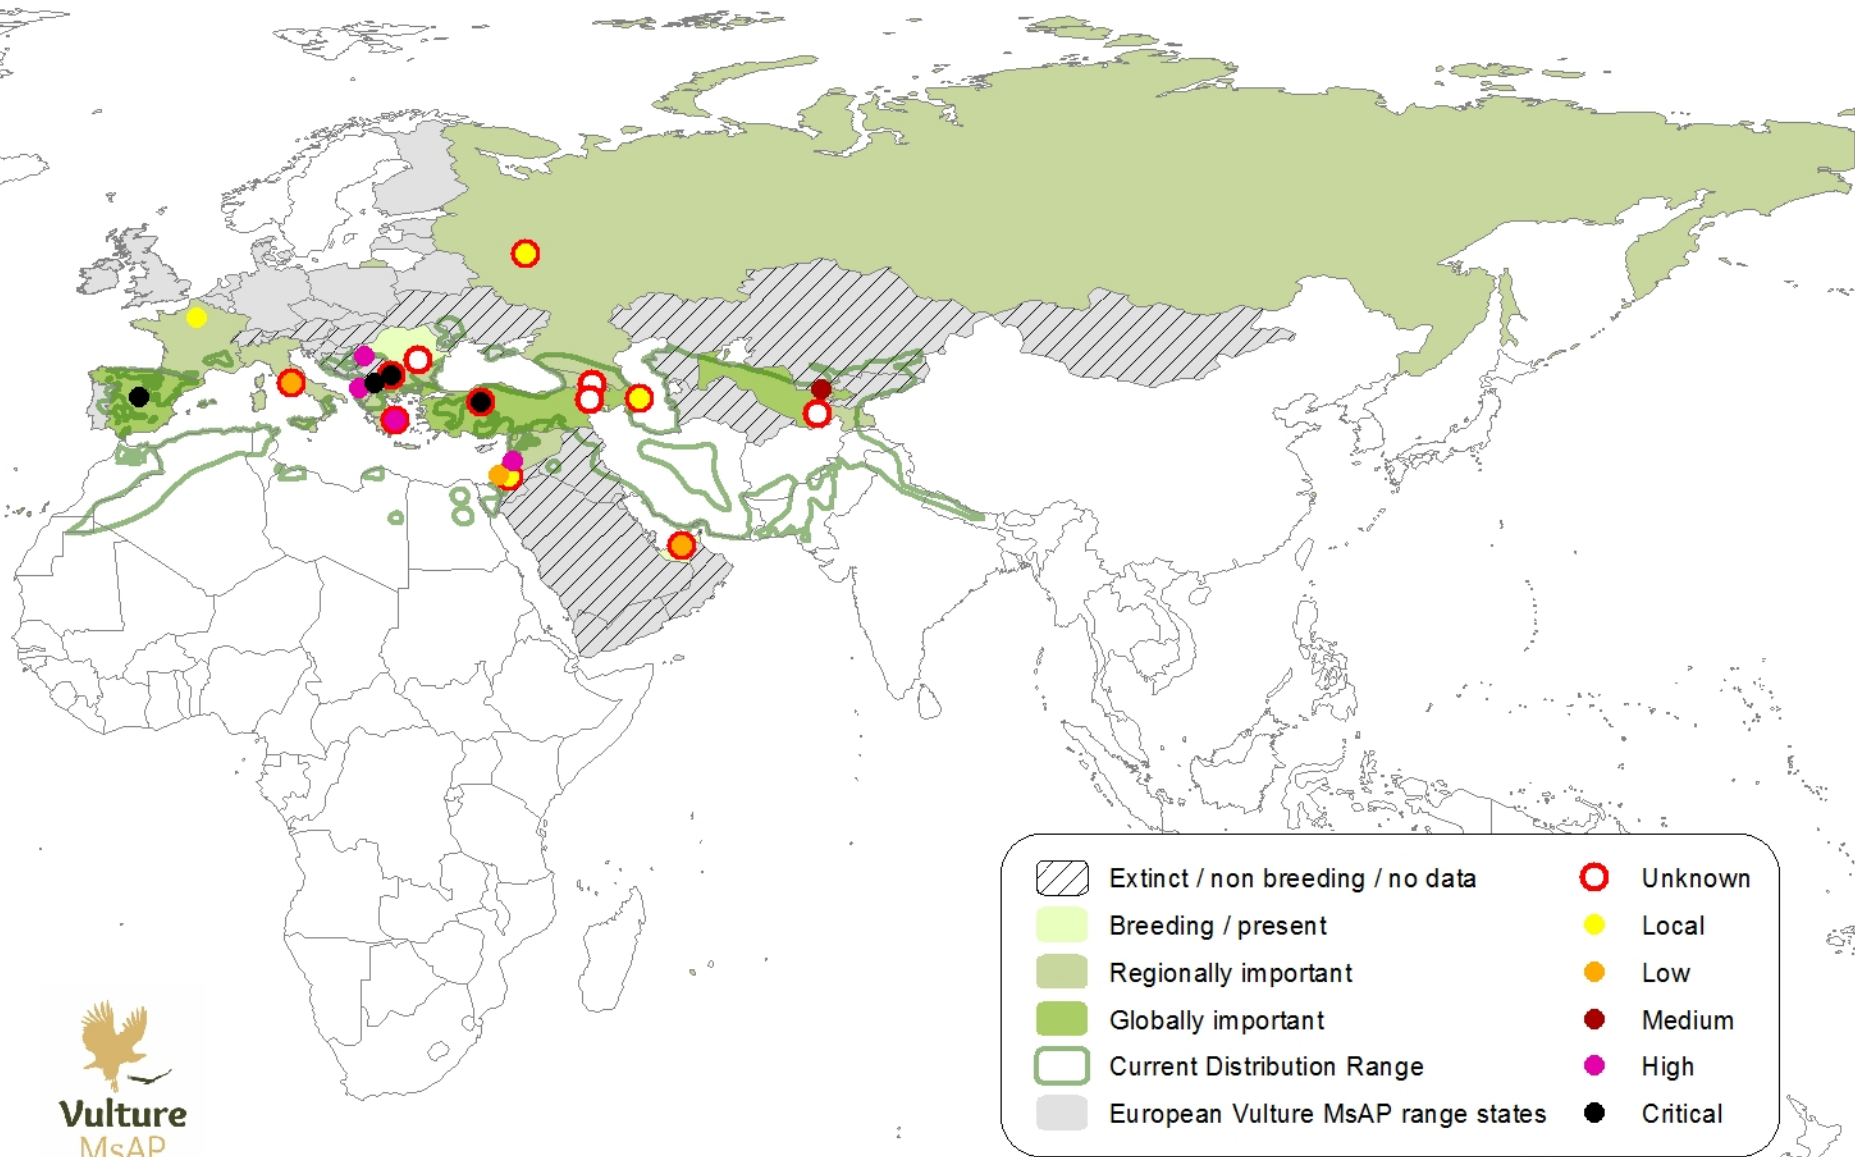 Extinct / non breeding / no data
Unknown
Breeding / present
Local
Regionally important
Low
Globally important
Medium
Current Distribution Range
High
European Vulture MsAP range states
Critical
Vulture
MsAP